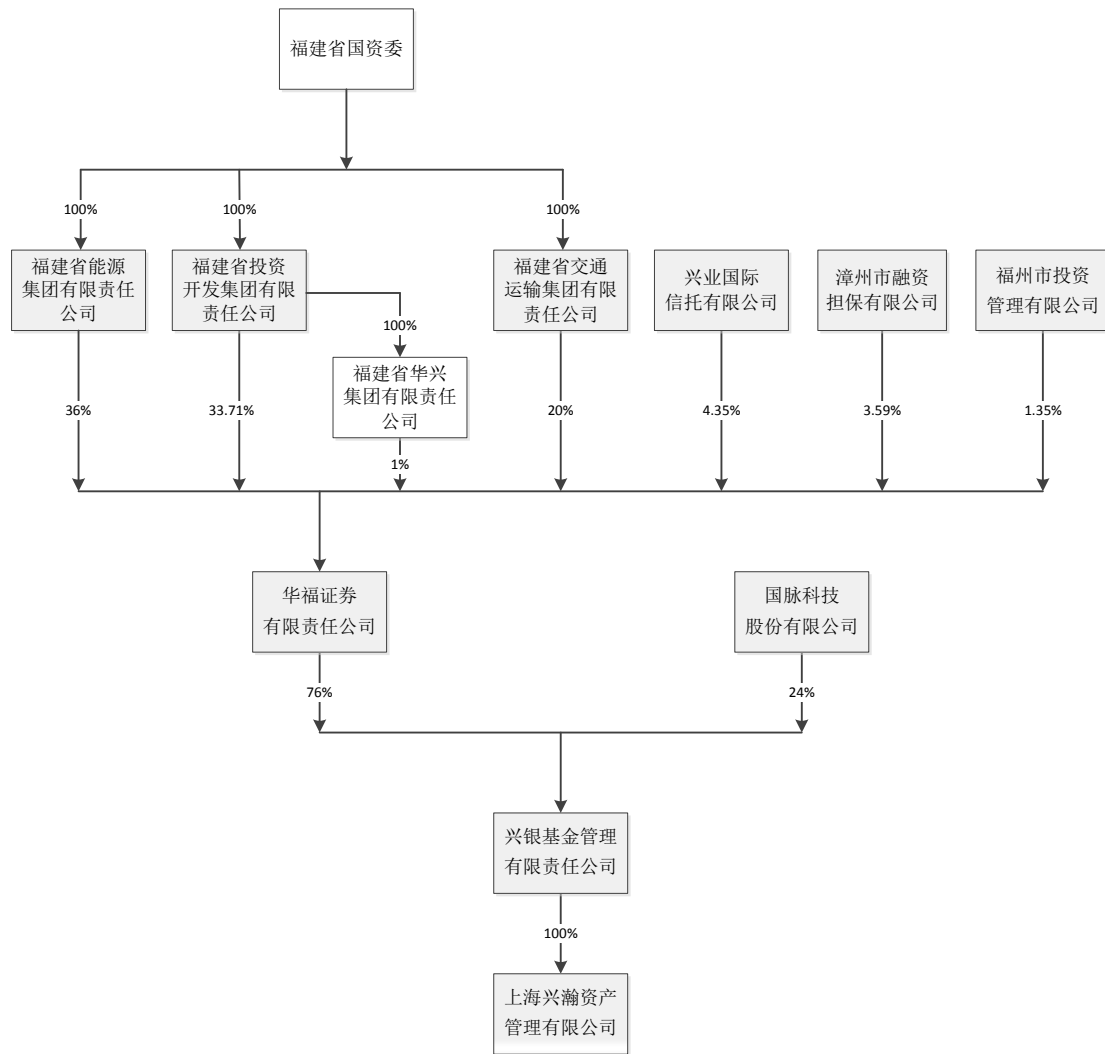 福建省国资委
100%
100%
100%
福建省能源
集团有限责任
公司
福建省投资
开发集团有限
责任公司
福建省交通
运输集团有限
责任公司
兴业国际
信托有限公司
漳州市融资
担保有限公司
福州市投资
管理有限公司
100%
福建省华兴
集团有限责任
公司
36%
33.71%
1%
20%
4.35%
3.59%
1.35%
华福证券
有限责任公司
国脉科技
股份有限公司
76%
24%
兴银基金管理
有限责任公司
100%
上海兴瀚资产
管理有限公司